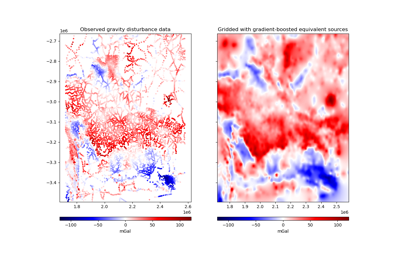 Observed gravity disturbance data
Gridded with gradient-boosted equivalent sources
1e6
−2.7
−2.8
−2.9
−3.0
−3.1
−3.2
−3.3
−3.4
1.8 2.0 2.2 2.4 2.6
1e6
1.8 1.9 2.0 2.1 2.2 2.3 2.4 2.5
1e6
−100 −50 0 50 100
mGal
−100 −50 0 50 100
mGal